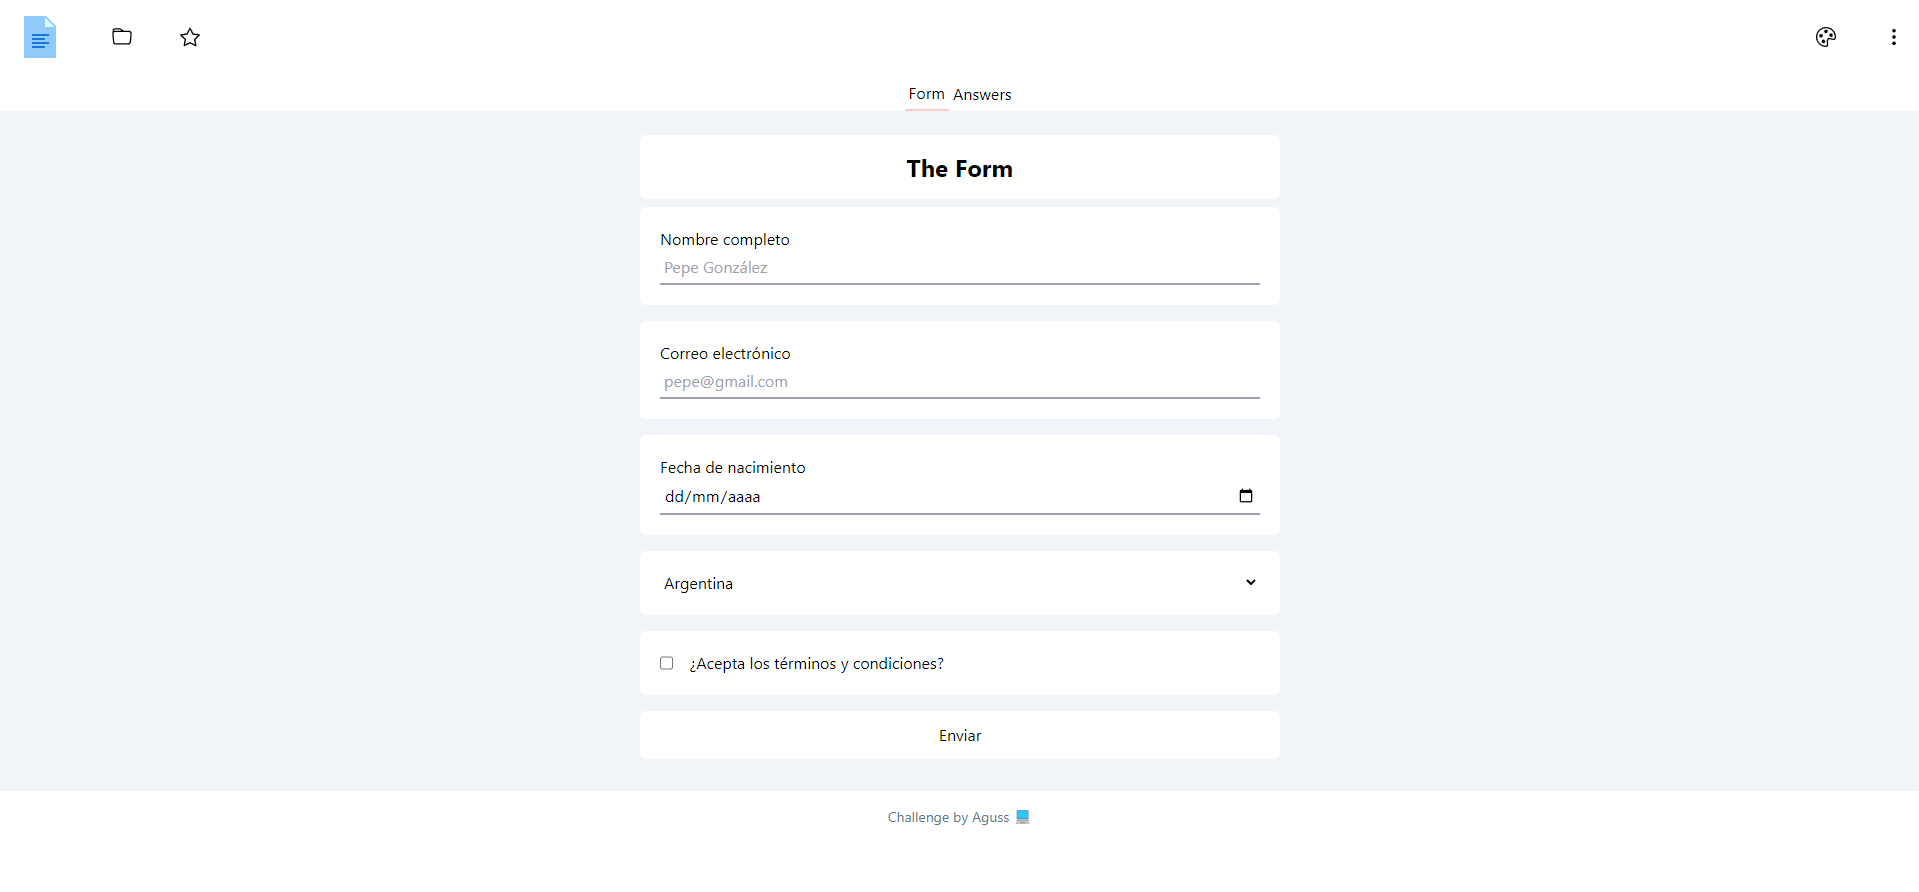 Form Answers
The Form
Nombre completo
Pepe González
Correo electrónico
pepe@gmail.com
Fecha de nacimiento
dd/mm/aaaa
Argentina
¿Acepta los términos y condiciones?
Enviar
Challenge by Aguss